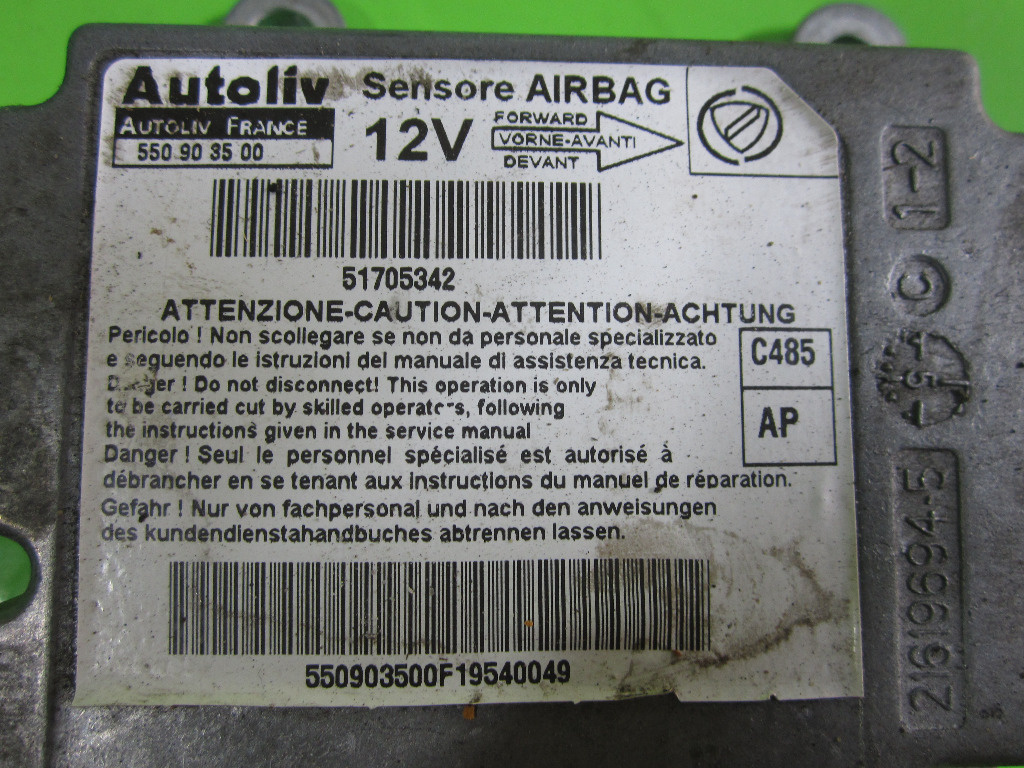 Autoliv Sensore AIRBAG
AUTOLIV FRANCE
550 90 35 00
12V
FORWARD
VORNE-AVANTI
DEVANT
51705342
ATTENZIONE-CAUTION-ATTENTION-ACHTUNG
Pericolo ! Non scollegare se non da personale specializzato
e seguendo le istruzioni del manuale di assistenza tecnica.
Danger ! Do not disconnect! This operation is only
to be carried cut by skilled operators, following
the instructions given in the service manual
Danger ! Seul le personnel spécialisé est autorisé à
débrancher en se tenant aux instructions du manuel de réparation.
Gefahr ! Nur von fachpersonal und nach den anweisungen
des kundendienstahandbuches abtrennen lassen.
C485
AP
550903500F19540049
1-2
21619694-5